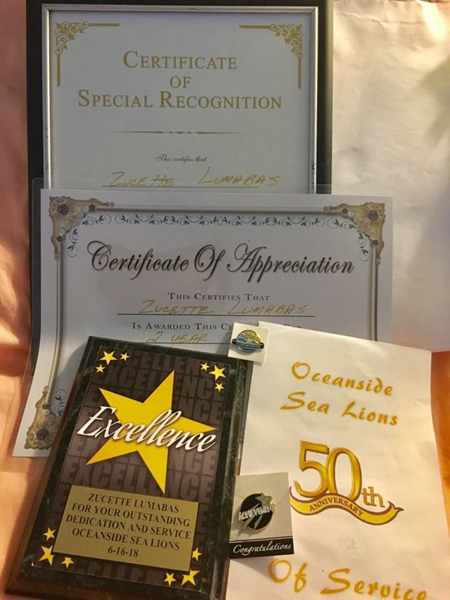 CERTIFICATE
OF
SPECIAL RECOGNITION
This certifies that
ZUCETTE LUMABAS
Certificate Of Appreciation
THIS CERTIFIES THAT
ZUCETTE LUMABAS
IS AWARDED THIS
2 YEAR
EXCELLENCE
Excellence
ZUCETTE LUMABAS
FOR YOUR OUTSTANDING
DEDICATION AND SERVICE
OCEANSIDE SEA LIONS
6-16-18
Oceanside
Sea Lions
50th
ANNIVERSARY
Of Service
ACHIEVEMENT
Congratulations